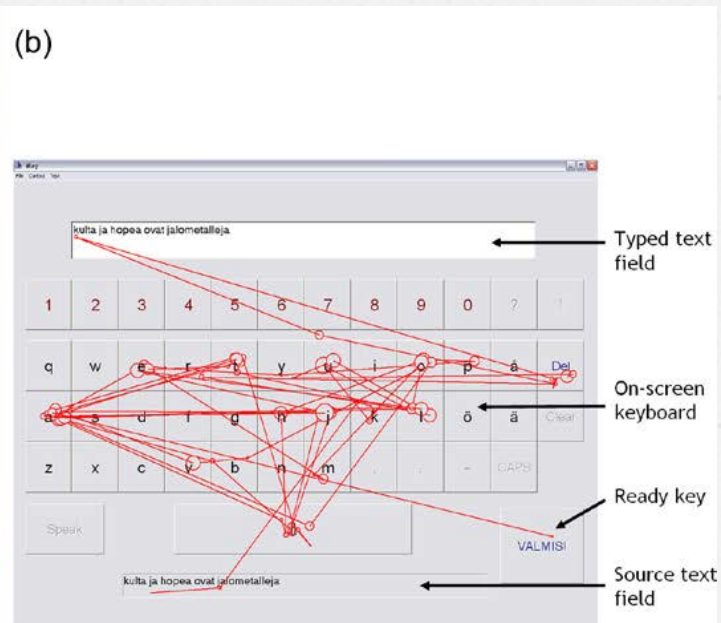 (b)
kulta ja hopea ovat jalometalleja
Typed text
field
1 2 3 4 5 6 7 8 9 0 ? !
q w e r t y u i o p å Del
On-screen
keyboard
a s d f g h j k l ö ä Clear
z x c v b n m . , - CAPS
Ready key
Speak
VALMIS!
kulta ja hopea ovat jalometalleja
Source text
field